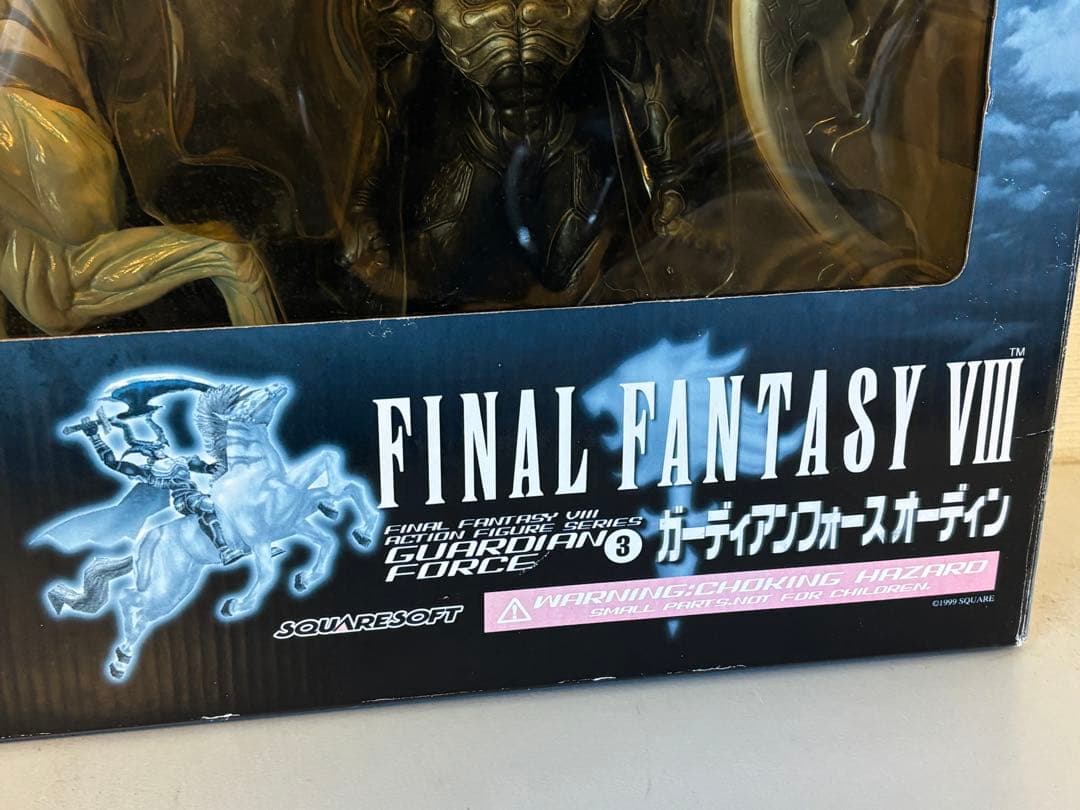 FINAL FANTASY VIII™
FINAL FANTASY VIII
ACTION FIGURE SERIES
GUARDIAN
FORCE
3
ガーディアンフォース オーディン
⚠ WARNING:CHOKING HAZARD
SMALL PARTS.NOT FOR CHILDREN.
SQUARESOFT
©1999 SQUARE